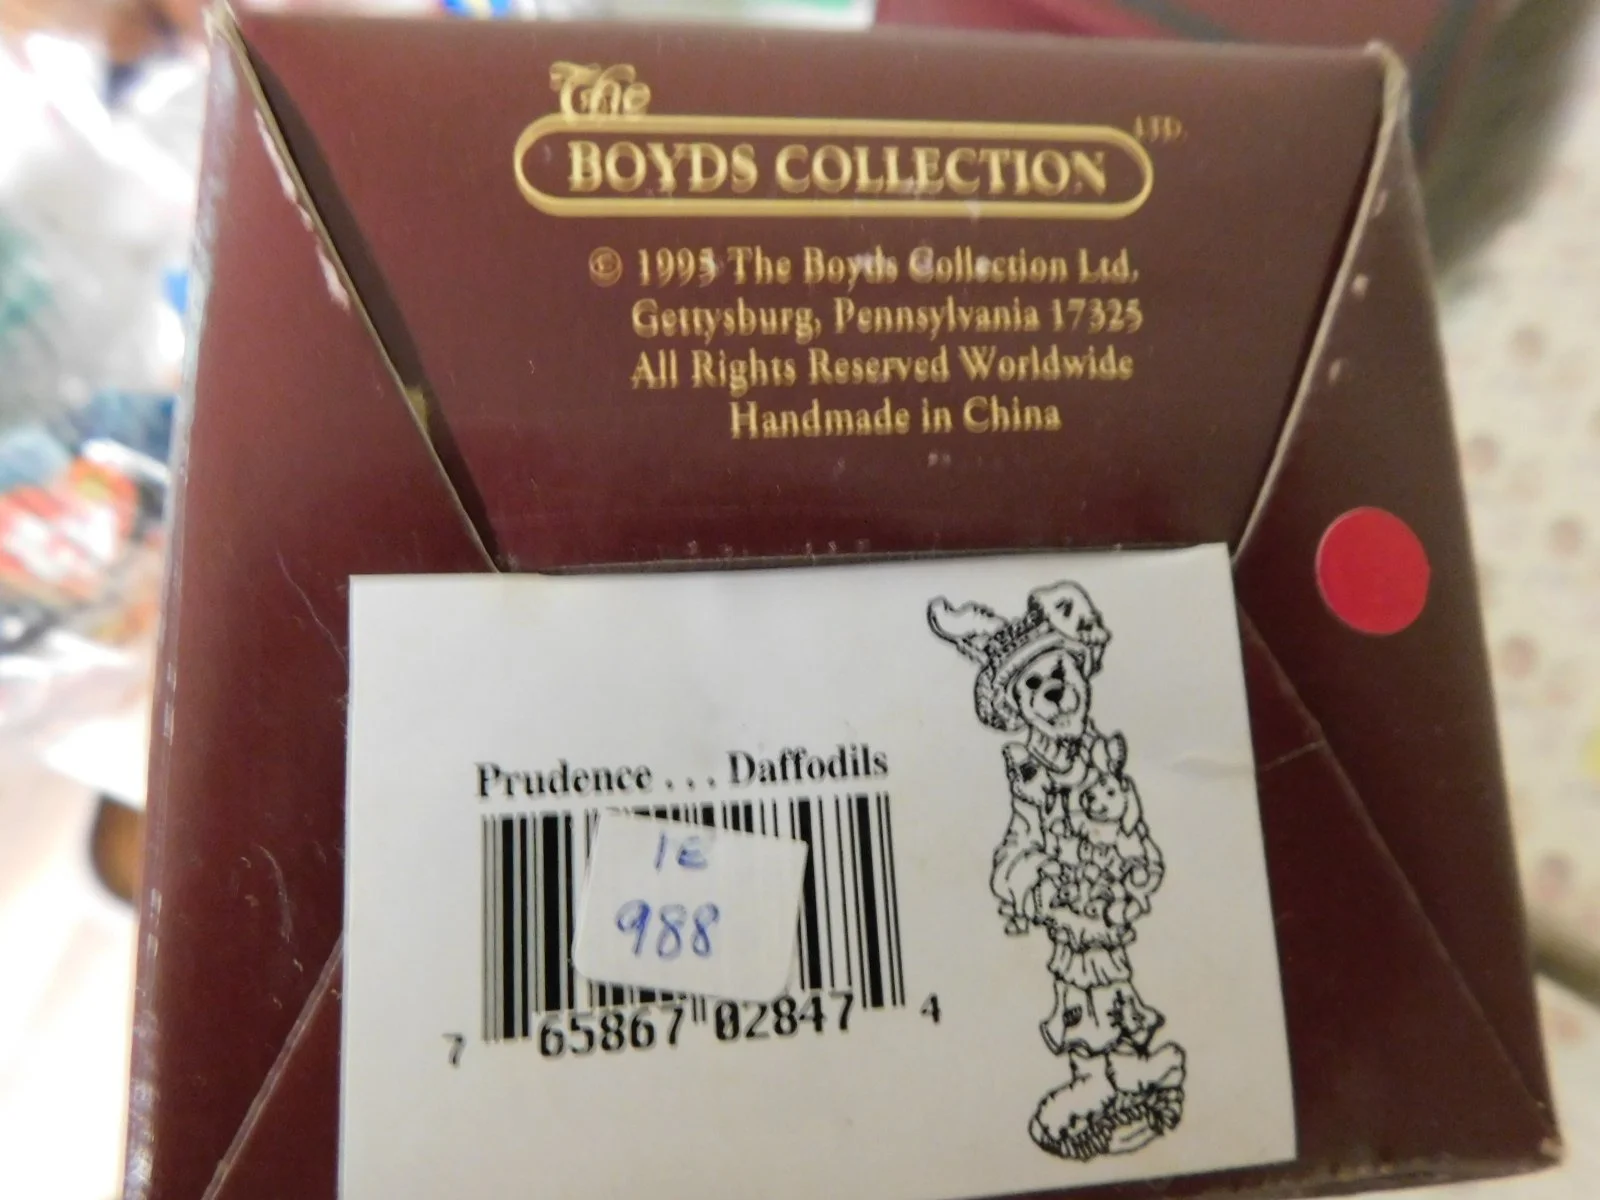 The
BOYDS COLLECTION LTD.
© 1995 The Boyds Collection Ltd.
Gettysburg, Pennsylvania 17325
All Rights Reserved Worldwide
Handmade in China
Prudence . . . Daffodils
1E
988
7 65867 02847 4